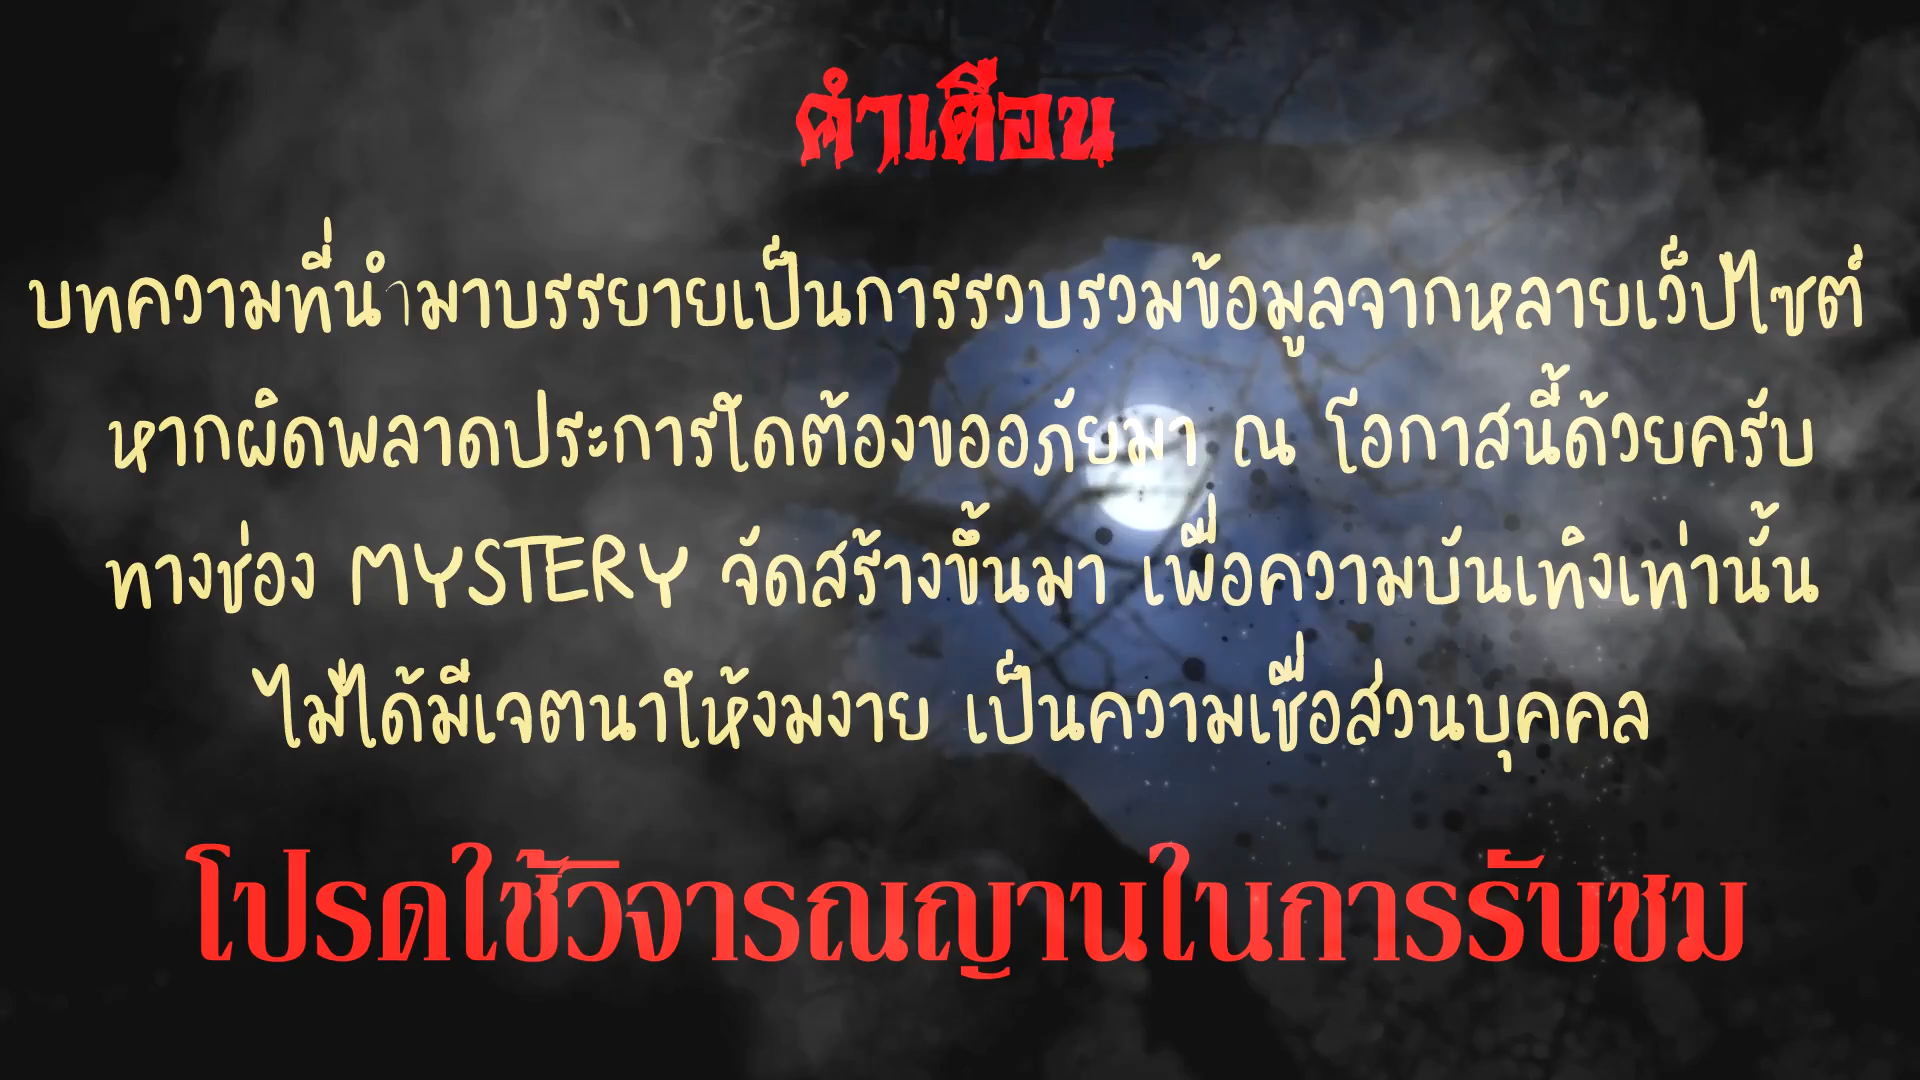 คำเตือน
บทความที่นำมาบรรยายเป็นการรวบรวมข้อมูลจากหลายเว็ปไซต์
หากผิดพลาดประการใดต้องขออภัยมา ณ โอกาสนี้ด้วยครับ
ทางช่อง MYSTERY จัดสร้างขึ้นมา เพื่อความบันเทิงเท่านั้น
ไม่ได้มีเจตนาให้งมงาย เป็นความเชื่อส่วนบุคคล
โปรดใช้วิจารณญานในการรับชม